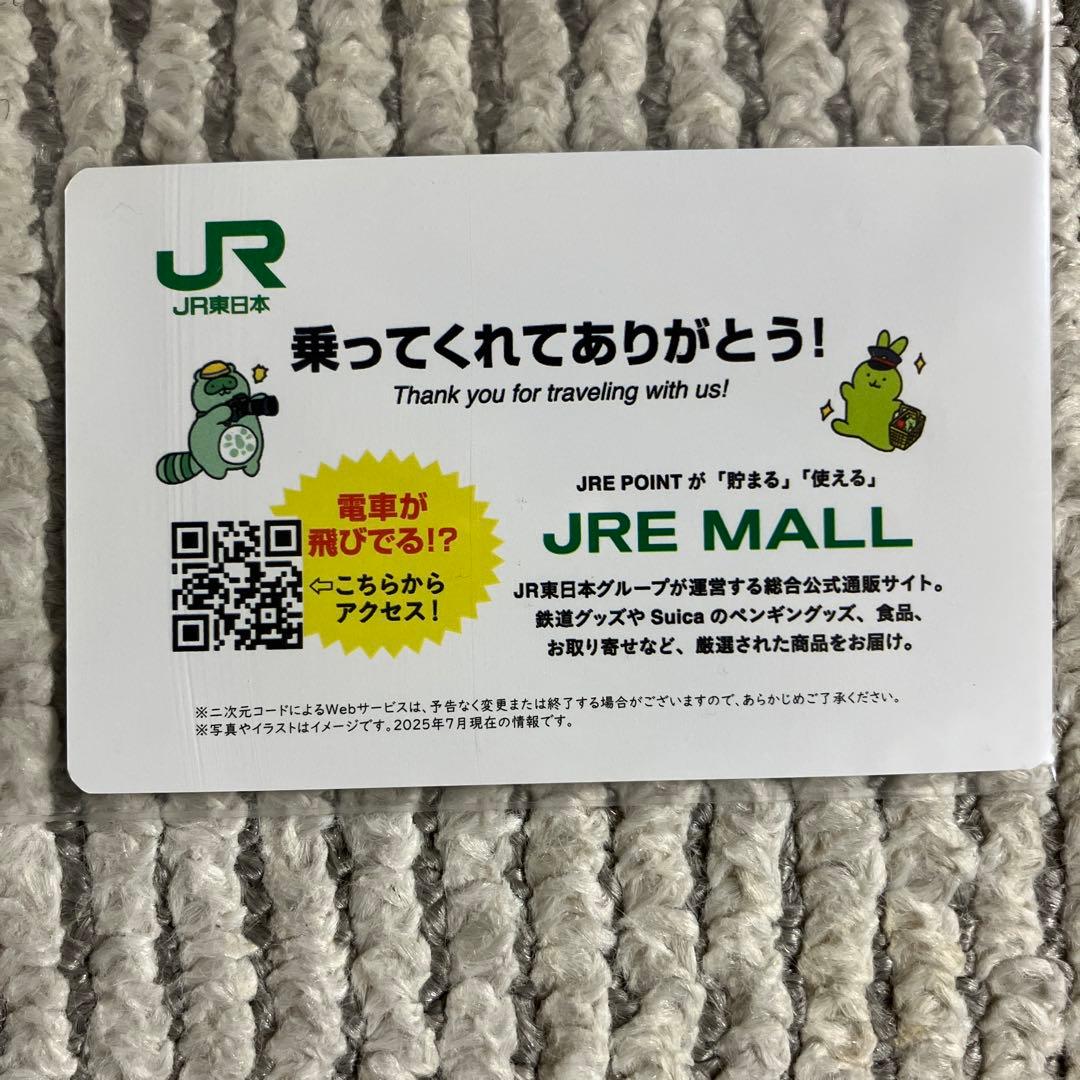 JR
JR東日本
乗ってくれてありがとう!
Thank you for traveling with us!
電車が
飛びでる!?
⇦こちらから
アクセス!
JRE POINTが「貯まる」「使える」
JRE MALL
JR東日本グループが運営する総合公式通販サイト。
鉄道グッズや Suica のペンギングッズ、食品、
お取り寄せなど、厳選された商品をお届け。
※二次元コードによるWebサービスは、予告なく変更または終了する場合がございますので、あらかじめご了承ください。
※写真やイラストはイメージです。2025年7月現在の情報です。